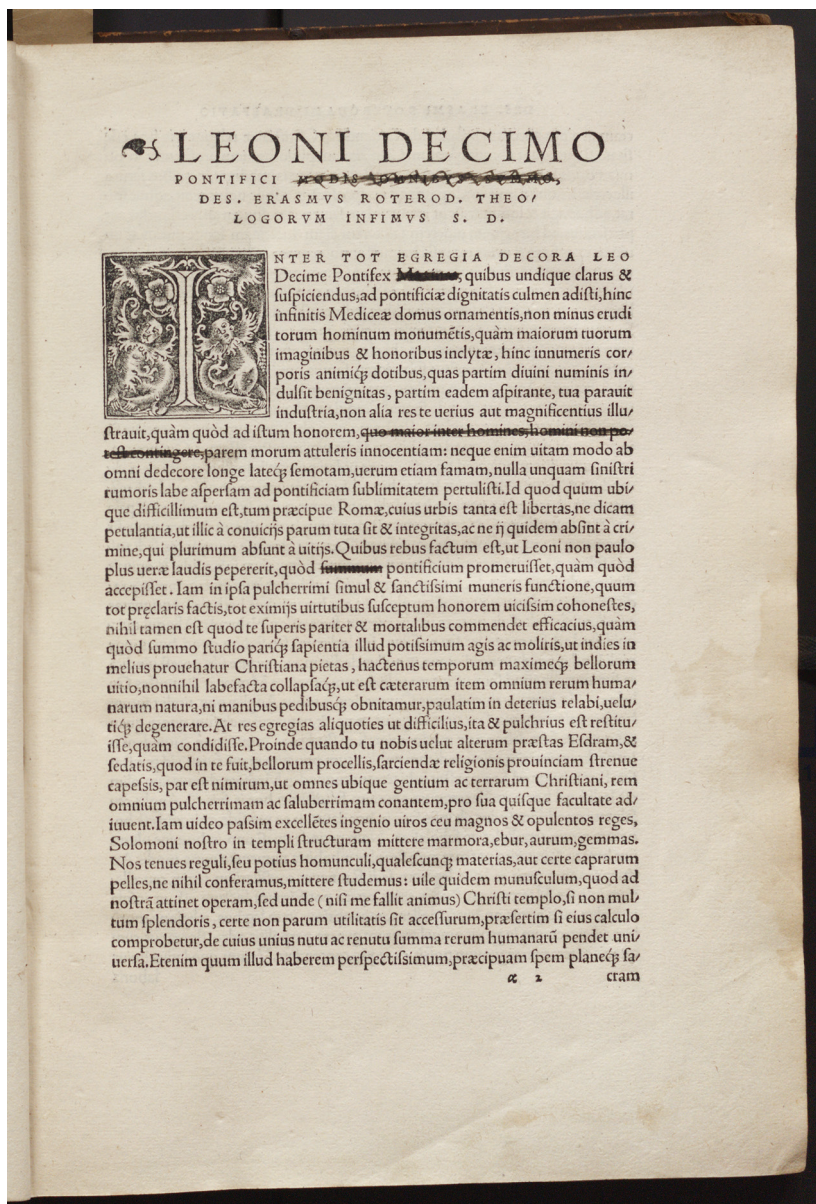 LEONI DECIMO
PONTIFICI MODIS OMNIBVS SVMMO,
DES. ERASMVS ROTEROD. THEO/
LOGORVM INFIMVS S. D.
INTER TOT EGREGIA DECORA LEO
Decime Pontifex quibus undique clarus &
suspiciendus, ad pontificiæ dignitatis culmen adisti, hinc
infinitis Mediceæ domus ornamentis, non minus erudi
torum hominum monumẽtis, quàm maiorum tuorum
imaginibus & honoribus inclytæ, hinc innumeris cor/
poris animiq́ꝫ dotibus, quas partim diuini numinis in/
dulsit benignitas, partim eadem aspirante, tua parauit
industria, non alia res te uerius aut magnificentius illu/
strauit, quàm quòd ad istum honorem, quo maior inter homines, homini non po/
test contingere, parem morum attuleris innocentiam: neque enim uitam modo ab
omni dedecore longe lateq́ꝫ semotam, uerum etiam famam, nulla unquam sinistri
rumoris labe aspersam ad pontificiam sublimitatem pertulisti. Id quod quum ubi/
que difficillimum est, tum præcipue Romæ, cuius urbis tanta est libertas, ne dicam
petulantia, ut illic à conuicijs parum tuta sit & integritas, ac ne ij quidem absint à cri/
mine, qui plurimum absunt à uitijs. Quibus rebus factum est, ut Leoni non paulo
plus ueræ laudis pepererit, quòd summum pontificium promeruisset, quàm quòd
accepisset. Iam in ipsa pulcherrimi simul & sanctissimi muneris functione, quum
tot pręclaris factis, tot eximijs uirtutibus susceptum honorem uicissim cohonestes,
nihil tamen est quod te superis pariter & mortalibus commendet efficacius, quàm
quòd summo studio pariq́ꝫ sapientia illud potissimum agis ac moliris, ut indies in
melius prouehatur Christiana pietas, hactenus temporum maximeq́ꝫ bellorum
uitio, nonnihil labefacta collapsaq́ꝫ, ut est cæterarum item omnium rerum huma/
narum natura, ni manibus pedibusq́ꝫ obnitamur, paulatim in deterius relabi, uelu/
tiq́ꝫ degenerare. At res egregias aliquoties ut difficilius, ita & pulchrius est restitu/
isse, quàm condidisse. Proinde quando tu nobis uelut alterum præstas Esdram, &
sedatis, quod in te fuit, bellorum procellis, sarciendæ religionis prouinciam strenue
capessis, par est nimirum, ut omnes ubique gentium ac terrarum Christiani, rem
omnium pulcherrimam ac saluberrimam conantem, pro sua quisque facultate ad/
iuuent. Iam uideo passim excellẽtes ingenio uiros ceu magnos & opulentos reges,
Solomoni nostro in templi structuram mittere marmora, ebur, aurum, gemmas.
Nos tenues reguli, seu potius homunculi, qualescunq́ꝫ materias, aut certe caprarum
pelles, ne nihil conferamus, mittere studemus: uile quidem munusculum, quod ad
nostrã attinet operam, sed unde (nisi me fallit animus) Christi templo, si non mul/
tum splendoris, certe non parum utilitatis sit accessurum, præsertim si eius calculo
comprobetur, de cuius unius nutu ac renutu summa rerum humanarũ pendet uni/
uersa. Etenim quum illud haberem perspectissimum, præcipuam spem planeq́ꝫ sa/
æ 2 cram